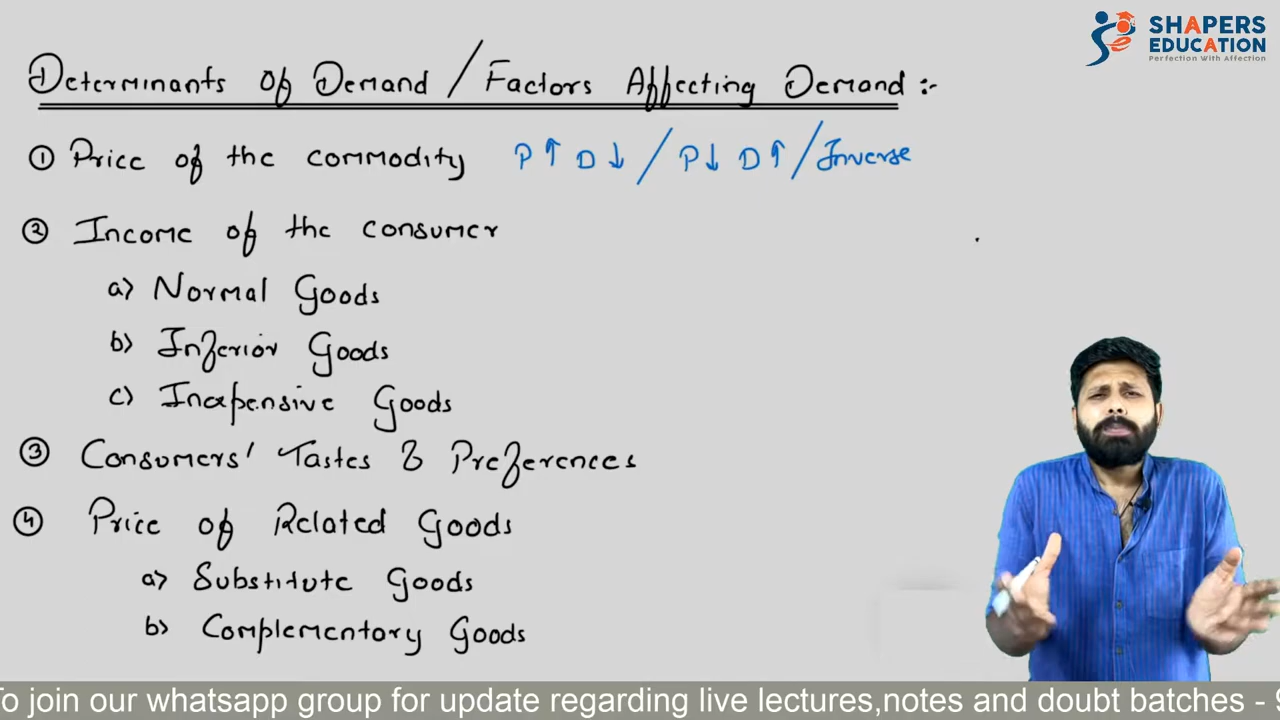 SHAPERS
EDUCATION
Perfection With Affection
Determinants of Demand / Factors Affecting Demand :-
① Price of the commodity P↑ D↓ / P↓ D↑ / Inverse
② Income of the consumer
a) Normal Goods
b) Inferior Goods
c) Inexpensive Goods
③ Consumers' Tastes & Preferences
④ Price of Related Goods
a) Substitute Goods
b) Complementory Goods
To join our whatsapp group for update regarding live lectures,notes and doubt batches - 9